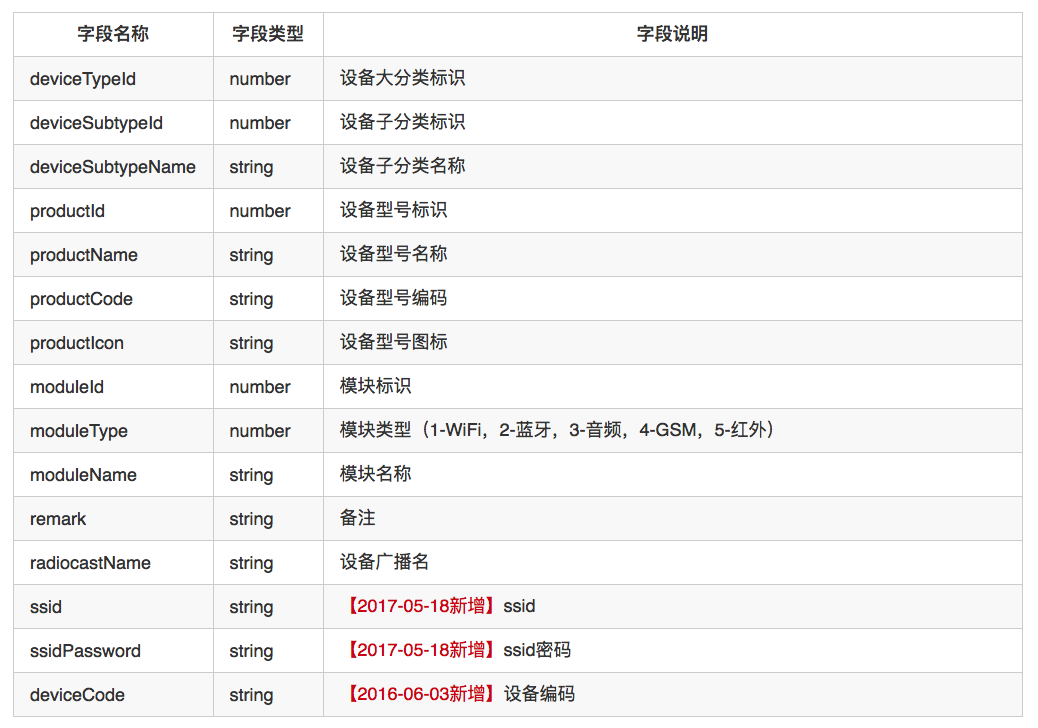 字段名称 字段类型 字段说明
deviceTypeId number 设备大分类标识
deviceSubtypeId number 设备子分类标识
deviceSubtypeName string 设备子分类名称
productId number 设备型号标识
productName string 设备型号名称
productCode string 设备型号编码
productIcon string 设备型号图标
moduleId number 模块标识
moduleType number 模块类型（1-WiFi，2-蓝牙，3-音频，4-GSM，5-红外）
moduleName string 模块名称
remark string 备注
radiocastName string 设备广播名
ssid string 【2017-05-18新增】ssid
ssidPassword string 【2017-05-18新增】ssid密码
deviceCode string 【2016-06-03新增】设备编码